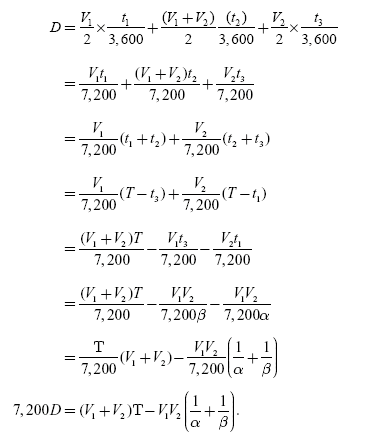 D = V₁/2 × t₁/3,600 + (V₁ + V₂)/2 (t₂)/3,600 + V₂/2 × t₃/3,600
= V₁t₁/7,200 + (V₁ + V₂)t₂/7,200 + V₂t₃/7,200
= V₁/7,200 (t₁ + t₂) + V₂/7,200 (t₂ + t₃)
= V₁/7,200 (T − t₃) + V₂/7,200 (T − t₁)
= (V₁ + V₂)T/7,200 − V₁t₃/7,200 − V₂t₁/7,200
= (V₁ + V₂)T/7,200 − V₁V₂/7,200β − V₁V₂/7,200α
= T/7,200 (V₁ + V₂) − V₁V₂/7,200 (1/α + 1/β)
7,200D = (V₁ + V₂)T − V₁V₂ (1/α + 1/β).